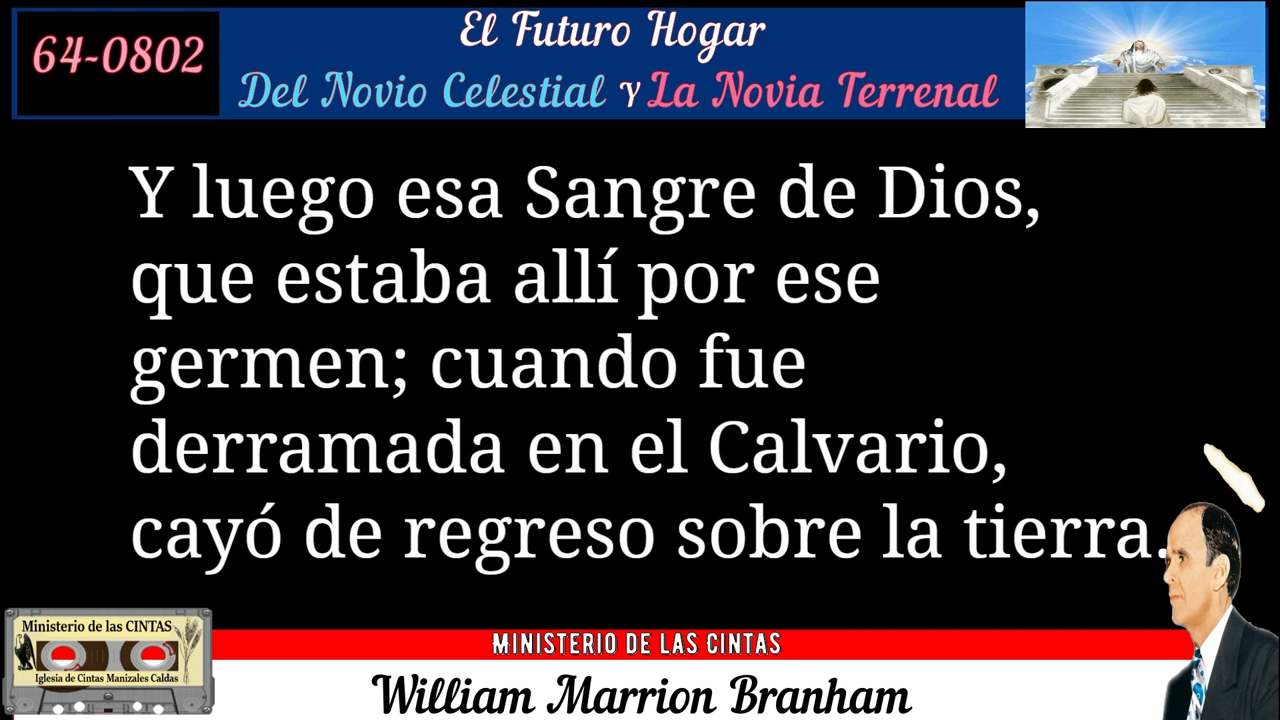 64-0802
El Futuro Hogar
Del Novio Celestial Y La Novia Terrenal
Y luego esa Sangre de Dios,
que estaba allí por ese
germen; cuando fue
derramada en el Calvario,
cayó de regreso sobre la tierra.
Ministerio de las CINTAS
Iglesia de Cintas Manizales Caldas
MINISTERIO DE LAS CINTAS
William Marrion Branham